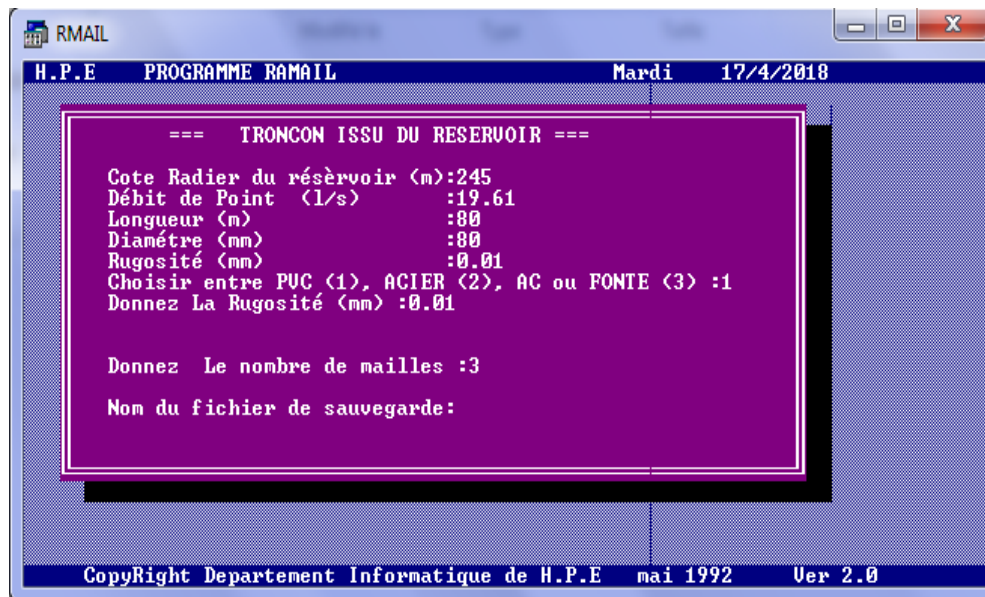 RMAIL
H.P.E PROGRAMME RAMAIL Mardi 17/4/2018
=== TRONCON ISSU DU RESERVOIR ===
Cote Radier du résèrvoir (m):245
Débit de Point (l/s) :19.61
Longueur (m) :80
Diamétre (mm) :80
Rugosité (mm) :0.01
Choisir entre PVC (1), ACIER (2), AC ou FONTE (3) :1
Donnez La Rugosité (mm) :0.01
Donnez Le nombre de mailles :3
Nom du fichier de sauvegarde:
CopyRight Departement Informatique de H.P.E mai 1992 Ver 2.0